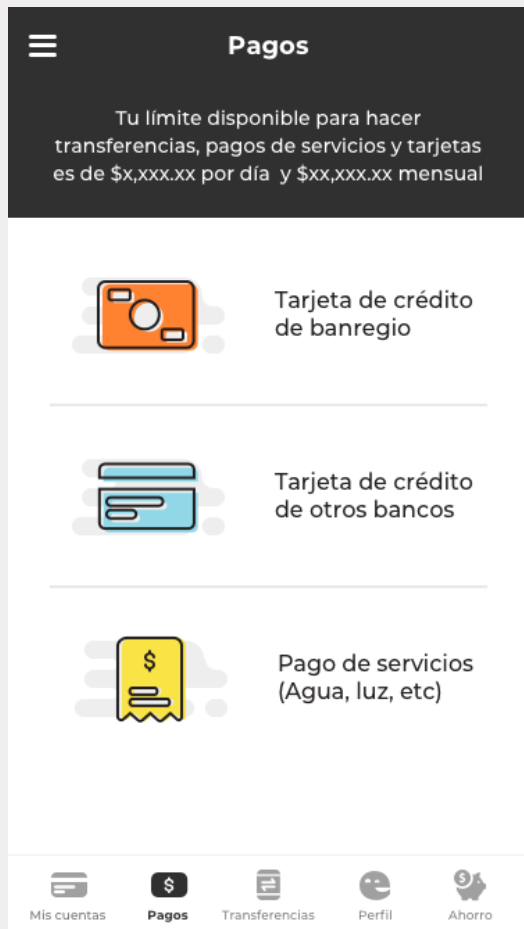 Pagos
Tu límite disponible para hacer
transferencias, pagos de servicios y tarjetas
es de $x,xxx.xx por día y $xx,xxx.xx mensual
Tarjeta de crédito
de banregio
Tarjeta de crédito
de otros bancos
$
Pago de servicios
(Agua, luz, etc)
$
$
Mis cuentas
Pagos
Transferencias
Perfil
Ahorro